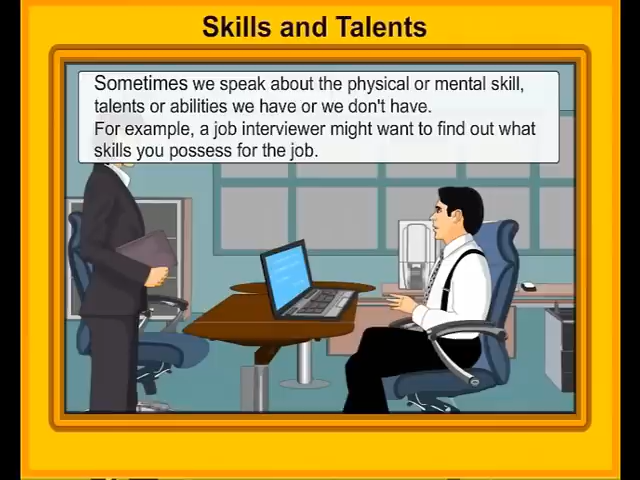 Skills and Talents
Sometimes we speak about the physical or mental skill,
talents or abilities we have or we don't have.
For example, a job interviewer might want to find out what
skills you possess for the job.